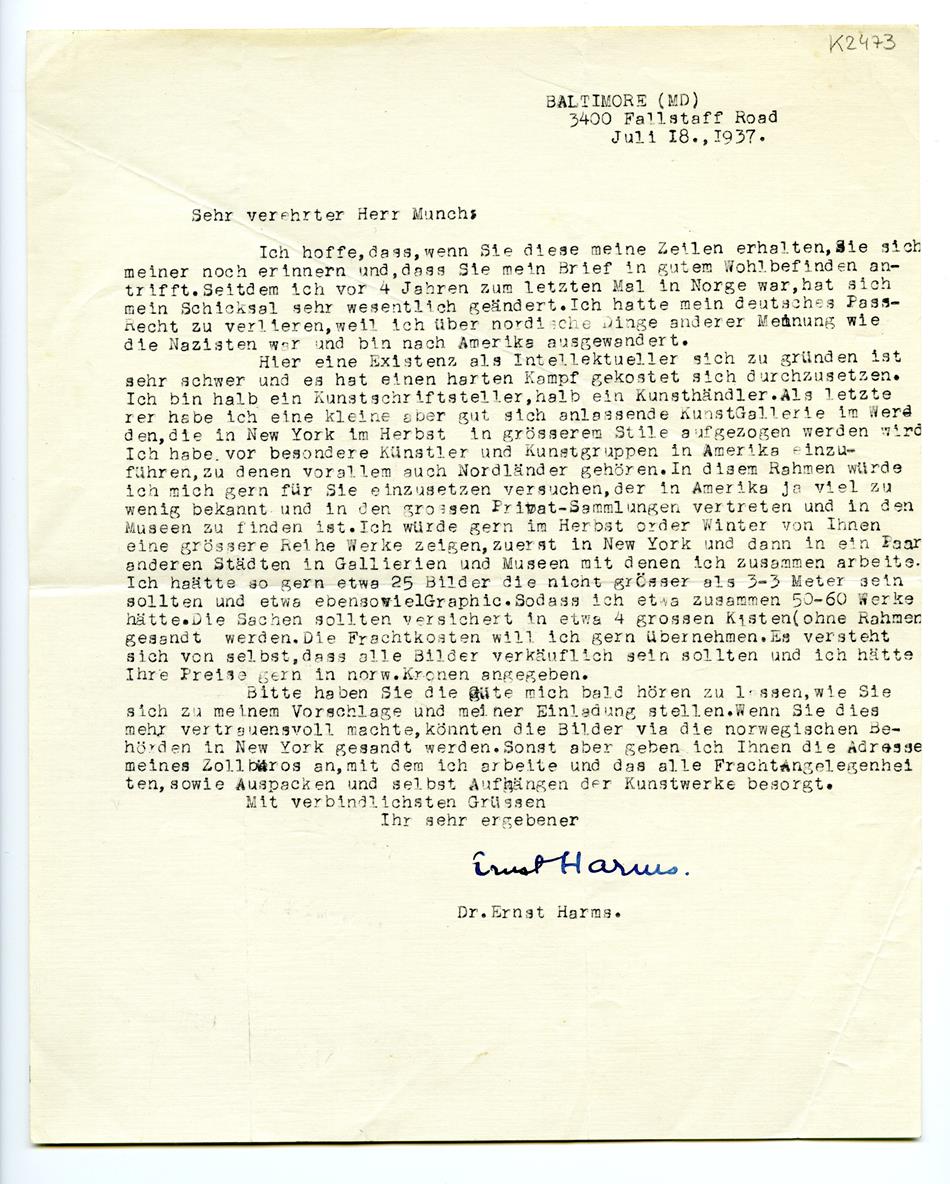 K2473
BALTIMORE (MD)
3400 Fallstaff Road
Juli 18.,1937.
Sehr verehrter Herr Munch:
Ich hoffe,dass,wenn Sie diese meine Zeilen erhalten,Sie sich
meiner noch erinnern und,dass Sie mein Brief in gutem Wohlbefinden an-
trifft.Seitdem ich vor 4 Jahren zum letzten Mal in Norge war,hat sich
mein Schicksal sehr wesentlich geändert.Ich hatte mein deutsches Pass-
Recht zu verlieren,weil ich über nordische Dinge anderer Meinung wie
die Nazisten war und bin nach Amerika ausgewandert.
Hier eine Existenz als Intellektueller sich zu gründen ist
sehr schwer und es hat einen harten Kampf gekostet sich durchzusetzen.
Ich bin halb ein Kunstschriftsteller,halb ein Kunsthändler.Als letzte
rer habe ich eine kleine aber gut sich anlassende KunstGallerie im Werd
den,die in New York im Herbst in grösserem Stile aufgezogen werden wird
Ich habe vor besondere Künstler und Kunstgruppen in Amerika einzu-
führen,zu denen vorallem auch Nordländer gehören.In disem Rahmen würde
ich mich gern für Sie einzusetzen versuchen,der in Amerika ja viel zu
wenig bekannt und in den grossen Privat-Sammlungen vertreten und in den
Museen zu finden ist.Ich würde gern im Herbst order Winter von Ihnen
eine grössere Reihe Werke zeigen,zuerst in New York und dann in ein Paar
anderen Städten in Gallierien und Museen mit denen ich zusammen arbeite.
Ich haätte so gern etwa 25 Bilder die nicht grösser als 3-3 Meter sein
sollten und etwa ebensovielGraphic.Sodass ich etwa zusammen 50-60 Werke
hätte.Die Sachen sollten versichert in etwa 4 grossen Kisten(ohne Rahmen
gesandt werden.Die Frachtkosten will ich gern übernehmen.Es versteht
sich von selbst,dass alle Bilder verkäuflich sein sollten und ich hätte
Ihre Preise gern in norw.Kronen angegeben.
Bitte haben Sie die Güte mich bald hören zu lassen,wie Sie
sich zu meinem Vorschlage und meiner Einladung stellen.Wenn Sie dies
mehr vertrauensvoll machte,könnten die Bilder via die norwegischen Be-
hörden in New York gesandt werden.Sonst aber geben ich Ihnen die Adresse
meines Zollbüros an,mit dem ich arbeite und das alle FrachtAngelegenhei
ten,sowie Auspacken und selbst Aufhängen der Kunstwerke besorgt.
Mit verbindlichsten Grüssen
Ihr sehr ergebener
Ernst Harms.
Dr.Ernst Harms.